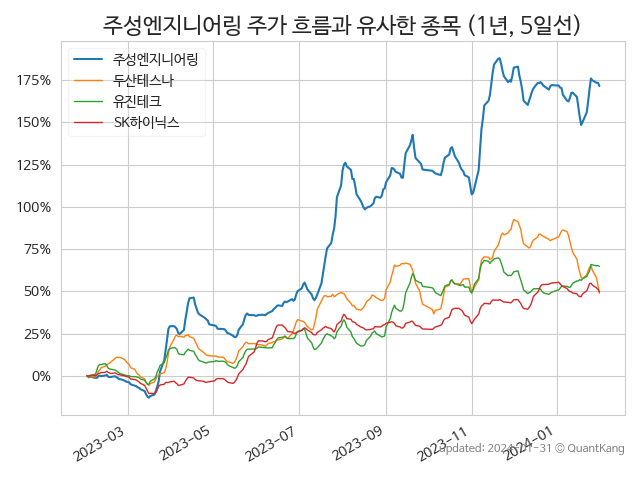 주성엔지니어링 주가 흐름과 유사한 종목 (1년, 5일선)
주성엔지니어링
두산테스나
유진테크
SK하이닉스
175%
150%
125%
100%
75%
50%
25%
0%
2023-03
2023-05
2023-07
2023-09
2023-11
2024-01
updated: 2024-01-31 © QuantKang